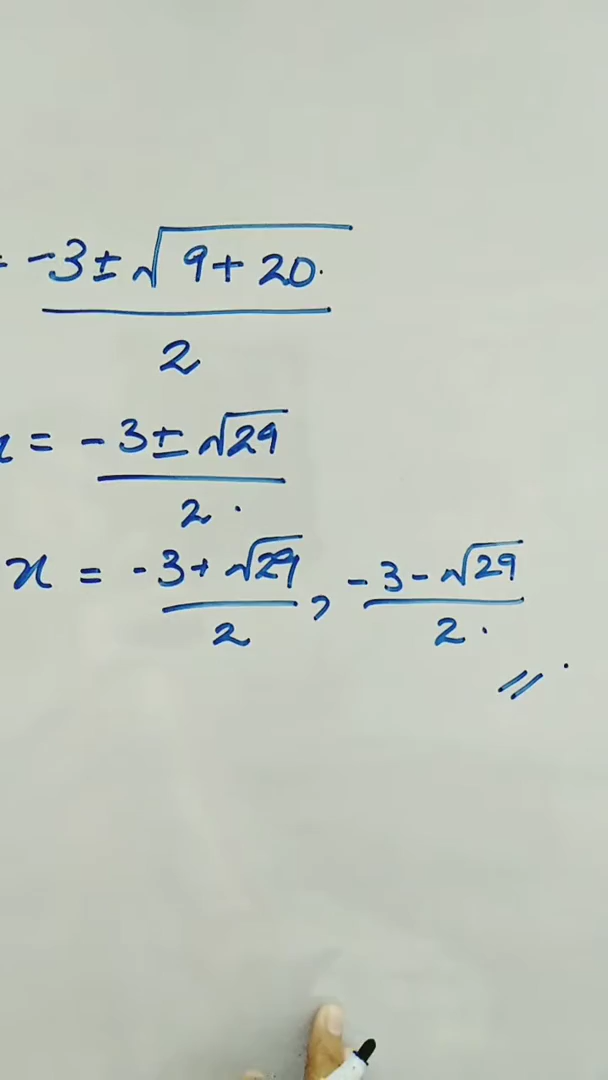 = -3 ± √(9 + 20.) / 2
x = -3 ± √29 / 2.
x = -3 + √29 / 2 , -3 - √29 / 2. //